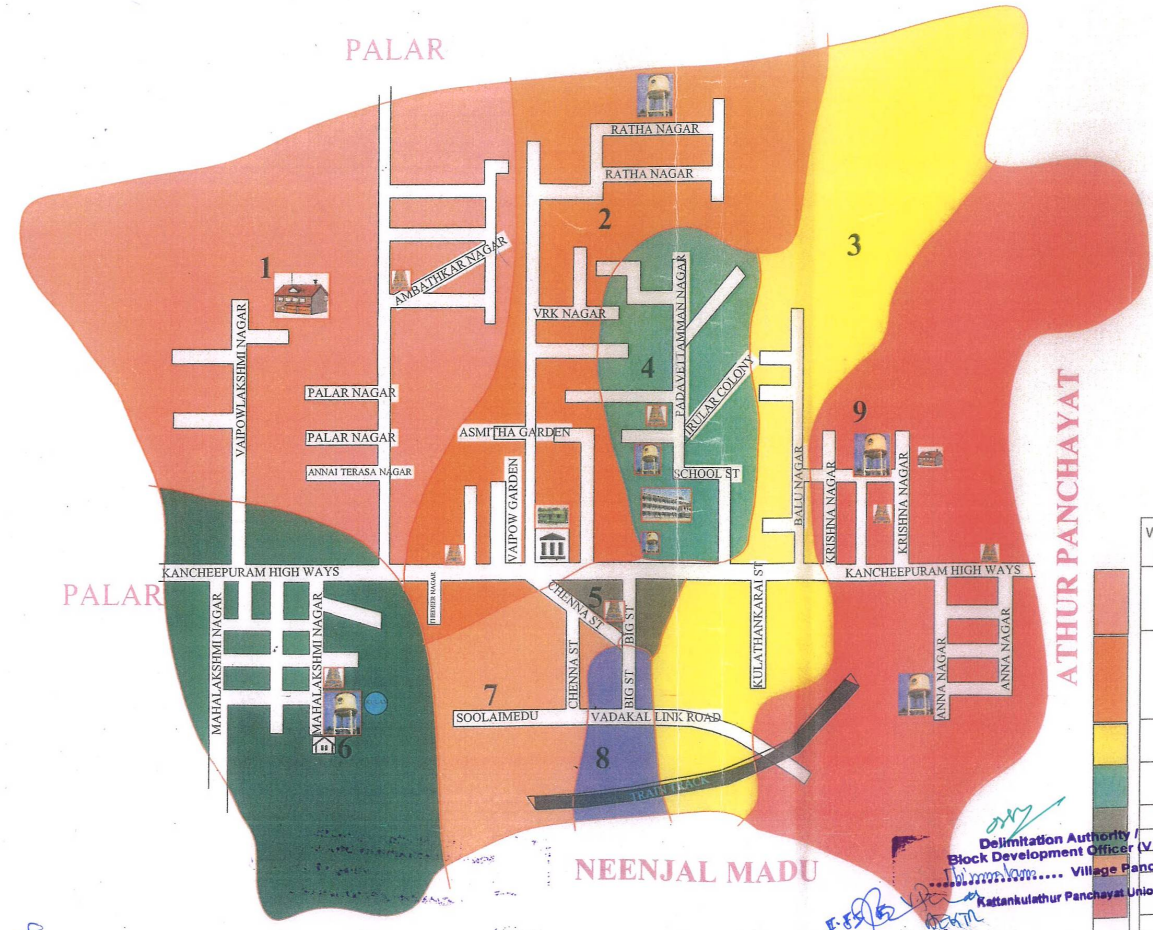 PALAR
RATHA NAGAR
RATHA NAGAR
2
3
1
AMBATHKAR NAGAR
VAIPOWLAKSHMI NAGAR
VRK NAGAR
PADAVETTAMMAN NAGAR
4
IRULAR COLONY
PALAR NAGAR
9
ATHUR PANCHAYAT
PALAR NAGAR
ASMITHA GARDEN
ANNAI TERASA NAGAR
SCHOOL ST
BALU NAGAR
KRISHNA NAGAR
KRISHNA NAGAR
VAIPOW GARDEN
W
KANCHEEPURAM HIGH WAYS
KANCHEEPURAM HIGH WAYS
PALAR
5
CHENNA ST
BIG ST
KULATHANKARAI ST
MAHALAKSHMI NAGAR
MAHALAKSHMI NAGAR
CHENNA ST
BIG ST
ANNA NAGAR
ANNA NAGAR
7
SOOLAIMEDU
VADAKAL LINK ROAD
6
8
TRAIN TRACK
NEENJAL MADU
Delimitation Authority /
Block Development Officer (V
Village Panc
Kattankulathur Panchayat Unio